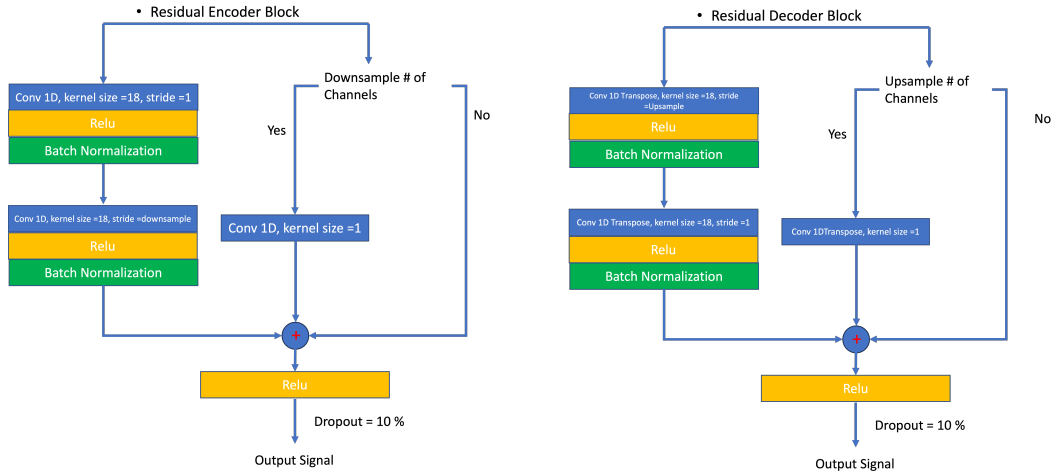 • Residual Encoder Block
Downsample # of
Channels
Conv 1D, kernel size =18, stride =1
Relu
Batch Normalization
Yes
No
Conv 1D, kernel size =18, stride =downsample
Relu
Batch Normalization
Conv 1D, kernel size =1
+
Relu
Dropout = 10 %
Output Signal
• Residual Decoder Block
Upsample # of
Channels
Conv 1D Transpose, kernel size =18, stride
=Upsample
Relu
Batch Normalization
Yes
No
Conv 1D Transpose, kernel size =18, stride =1
Relu
Batch Normalization
Conv 1DTranspose, kernel size =1
+
Relu
Dropout = 10 %
Output Signal